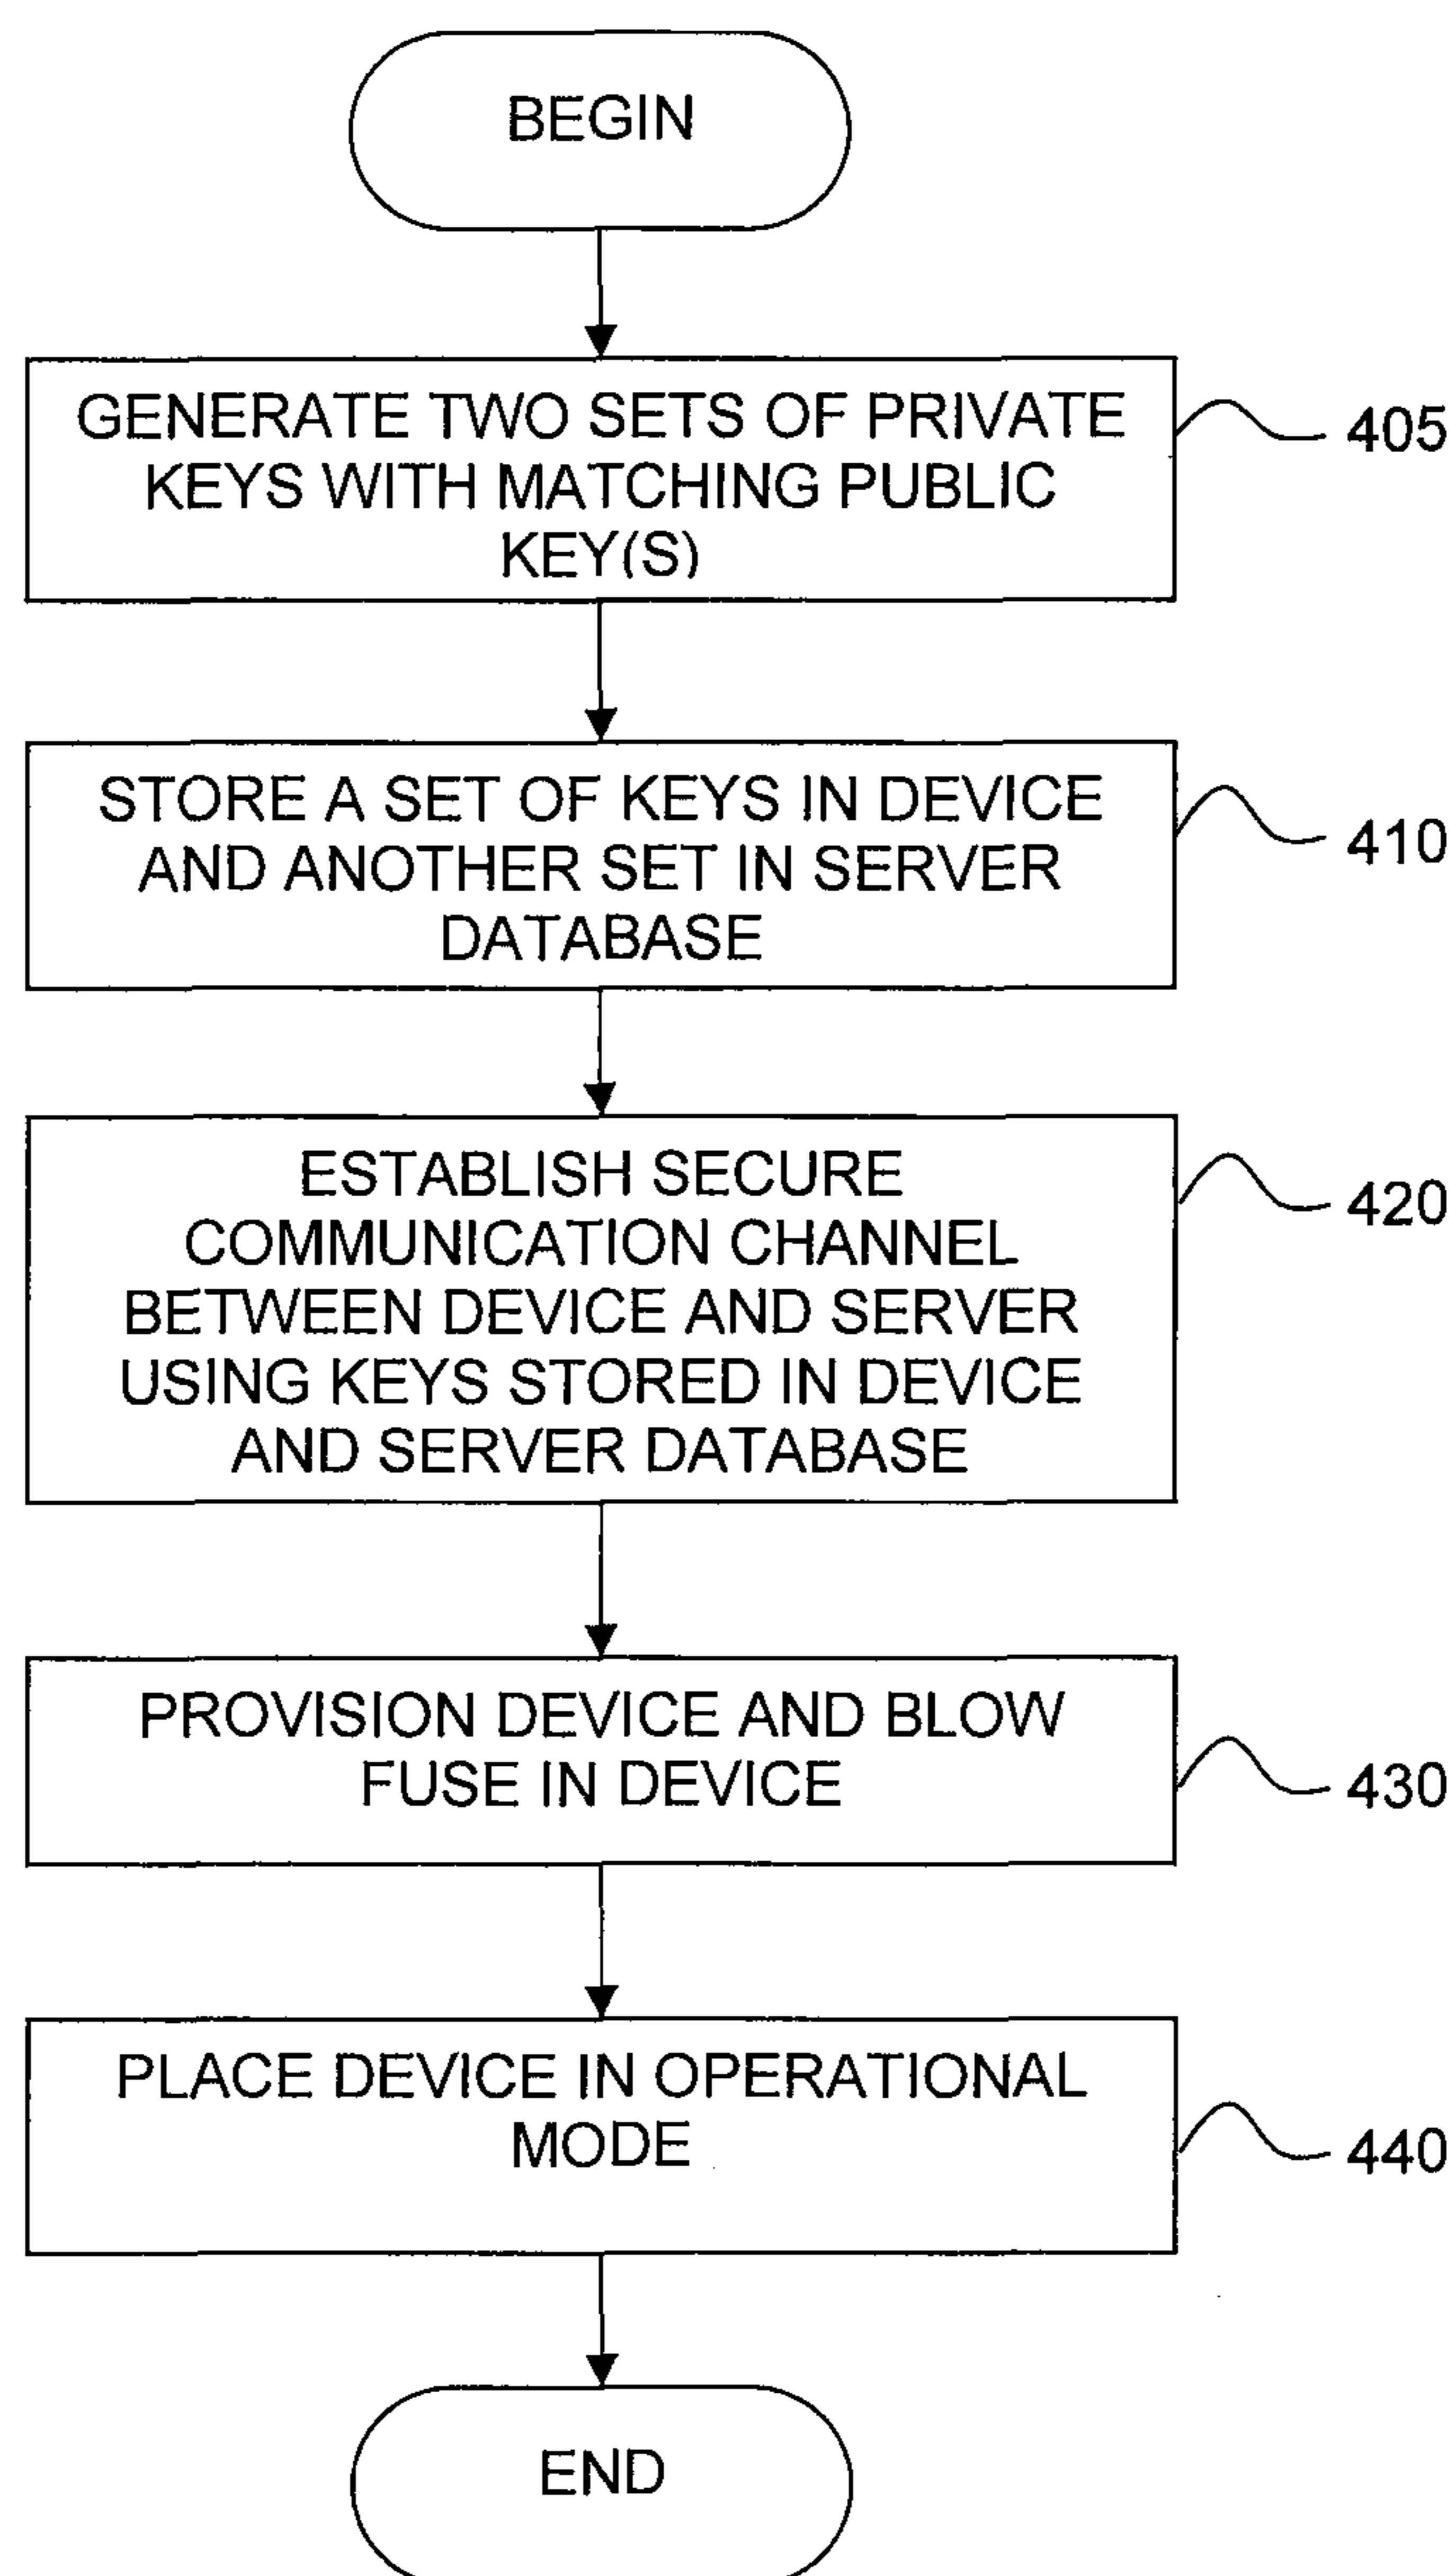 BEGIN
GENERATE TWO SETS OF PRIVATE
KEYS WITH MATCHING PUBLIC
KEY(S)
405
STORE A SET OF KEYS IN DEVICE
AND ANOTHER SET IN SERVER
DATABASE
410
ESTABLISH SECURE
COMMUNICATION CHANNEL
BETWEEN DEVICE AND SERVER
USING KEYS STORED IN DEVICE
AND SERVER DATABASE
420
PROVISION DEVICE AND BLOW
FUSE IN DEVICE
430
PLACE DEVICE IN OPERATIONAL
MODE
440
END